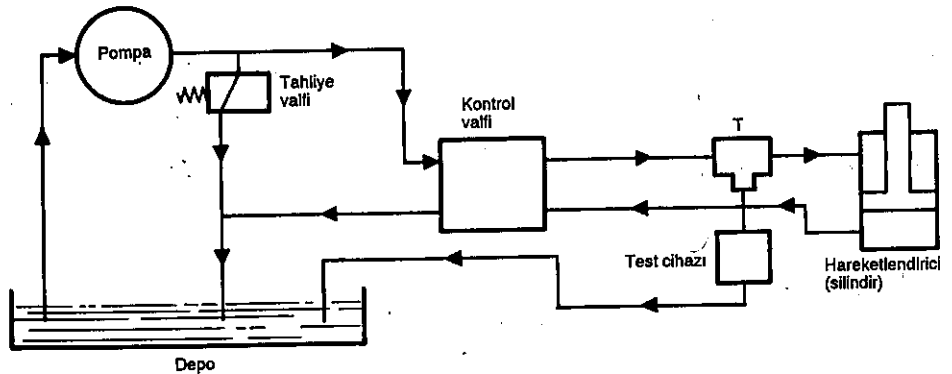 Pompa
Tahliye
valfi
Kontrol
valfi
T
Test cihazı
Hareketlendirici
(silindir)
Depo